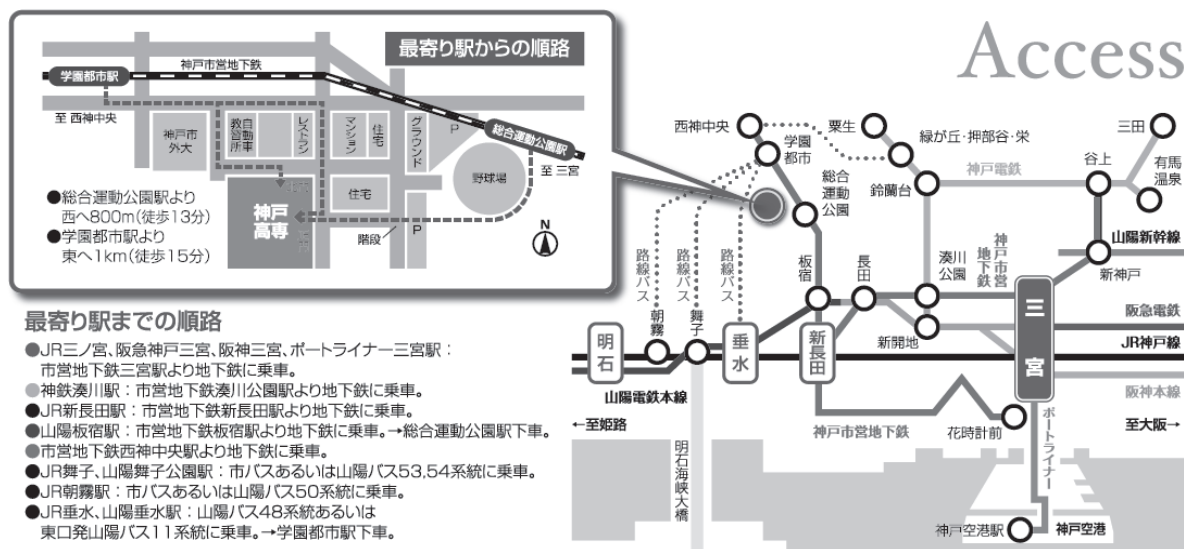 Access
最寄り駅からの順路
学園都市駅
神戸市営地下鉄
至 西神中央
神戸市
外大
自動車
教習所
レストラン
マンション
住宅
グラウンド
P
総合運動公園駅
至 三宮
野球場
住宅
神戸
高専
階段
P
N
●総合運動公園駅より
西へ800m(徒歩13分)
●学園都市駅より
東へ1km(徒歩15分)
最寄り駅までの順路
●JR三ノ宮、阪急神戸三宮、阪神三宮、ポートライナー三宮駅：
市営地下鉄三宮駅より地下鉄に乗車。
●神鉄湊川駅：市営地下鉄湊川公園駅より地下鉄に乗車。
●JR新長田駅：市営地下鉄新長田駅より地下鉄に乗車。
●山陽板宿駅：市営地下鉄板宿駅より地下鉄に乗車。→総合運動公園駅下車。
●市営地下鉄西神中央駅より地下鉄に乗車。
●JR舞子、山陽舞子公園駅：市バスあるいは山陽バス53,54系統に乗車。
●JR朝霧駅：市バスあるいは山陽バス50系統に乗車。
●JR垂水、山陽垂水駅：山陽バス48系統あるいは
東口発山陽バス11系統に乗車。→学園都市駅下車。
西神中央
学園
都市
総合
運動
公園
粟生
緑が丘・押部谷・栄
鈴蘭台
神戸電鉄
谷上
三田
有馬
温泉
山陽新幹線
新神戸
神戸市営
地下鉄
湊川
公園
長田
板宿
路線バス
路線バス
路線バス
朝霧
舞子
明石
垂水
新長田
新開地
三宮
阪急電鉄
JR神戸線
阪神本線
山陽電鉄本線
←至姫路
至大阪→
神戸市営地下鉄
花時計前
ポートライナー
明石海峡大橋
神戸空港駅
神戸空港